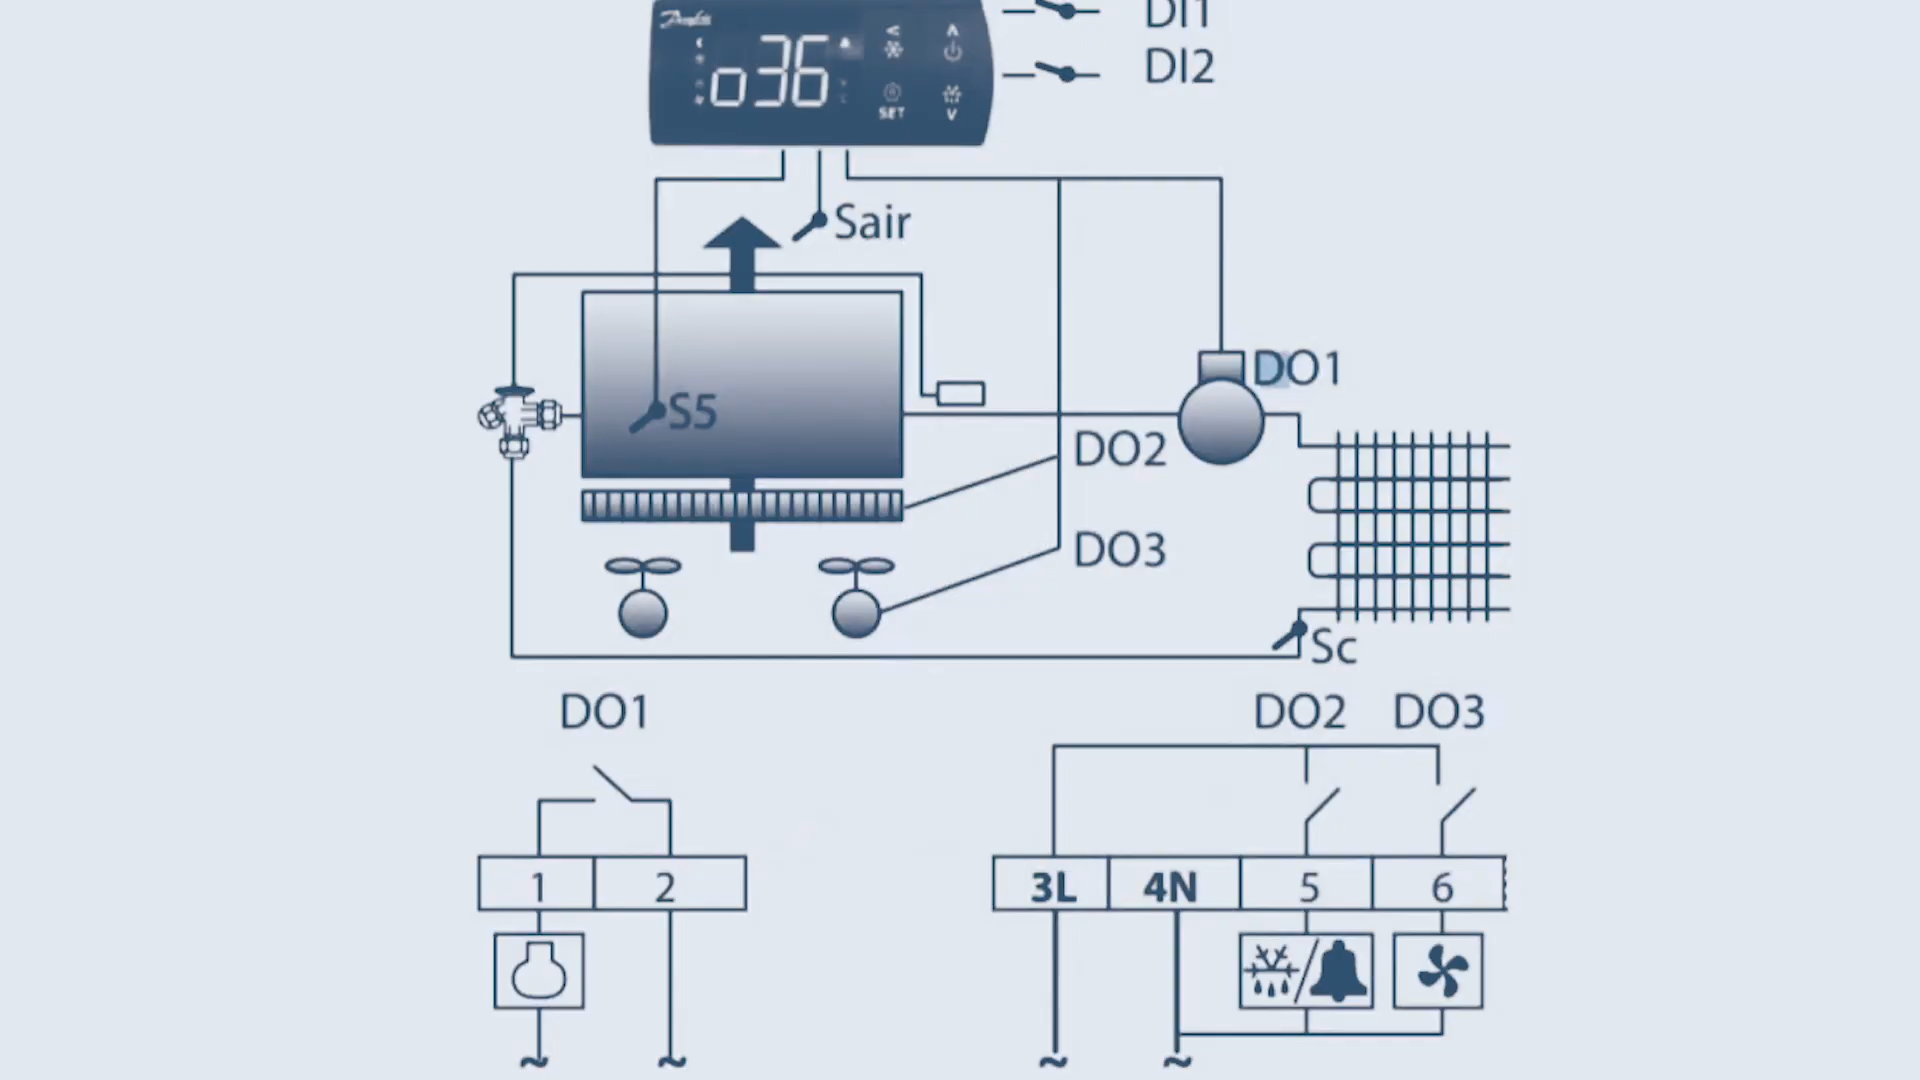 DI1
Danfoss
o36
SET
DI2
Sair
DO1
S5
DO2
DO3
Sc
DO1
DO2 DO3
1 2
3L 4N 5 6
~ ~ ~ ~